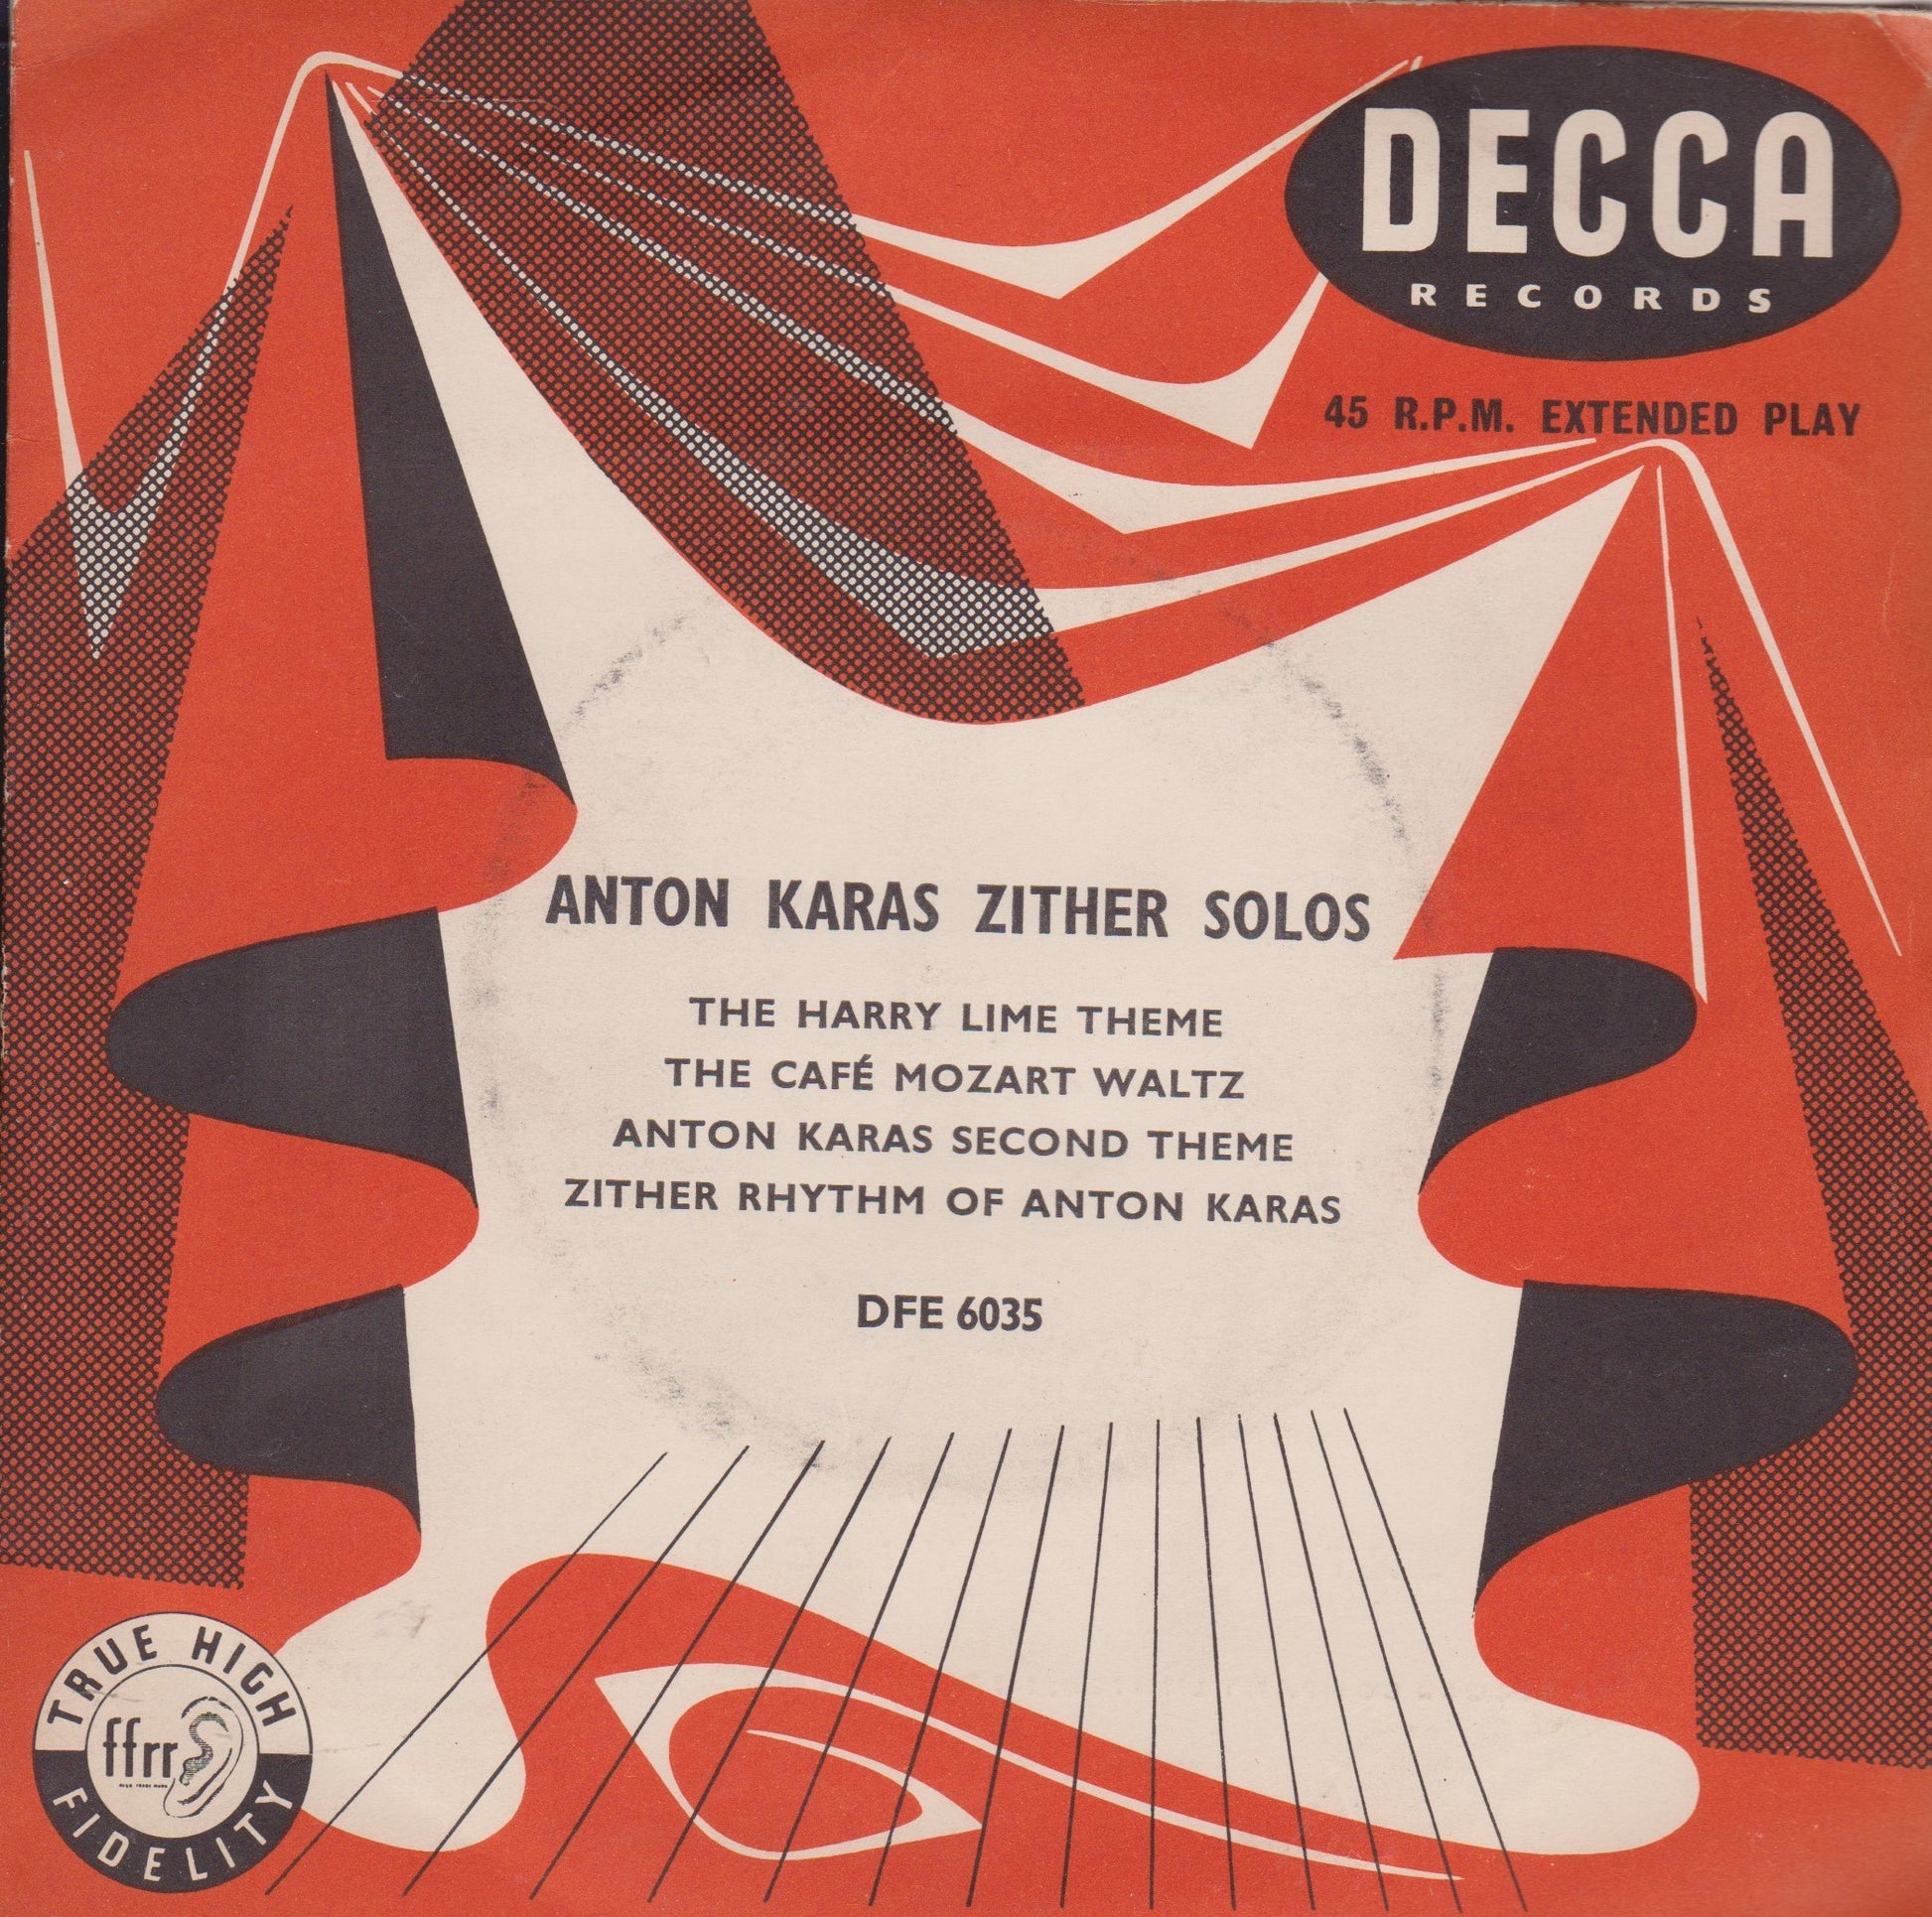 DECCA
RECORDS
45 R.P.M. EXTENDED PLAY
ANTON KARAS ZITHER SOLOS
THE HARRY LIME THEME
THE CAFÉ MOZART WALTZ
ANTON KARAS SECOND THEME
ZITHER RHYTHM OF ANTON KARAS
DFE 6035
TRUE HIGH
ffrr
FIDELITY